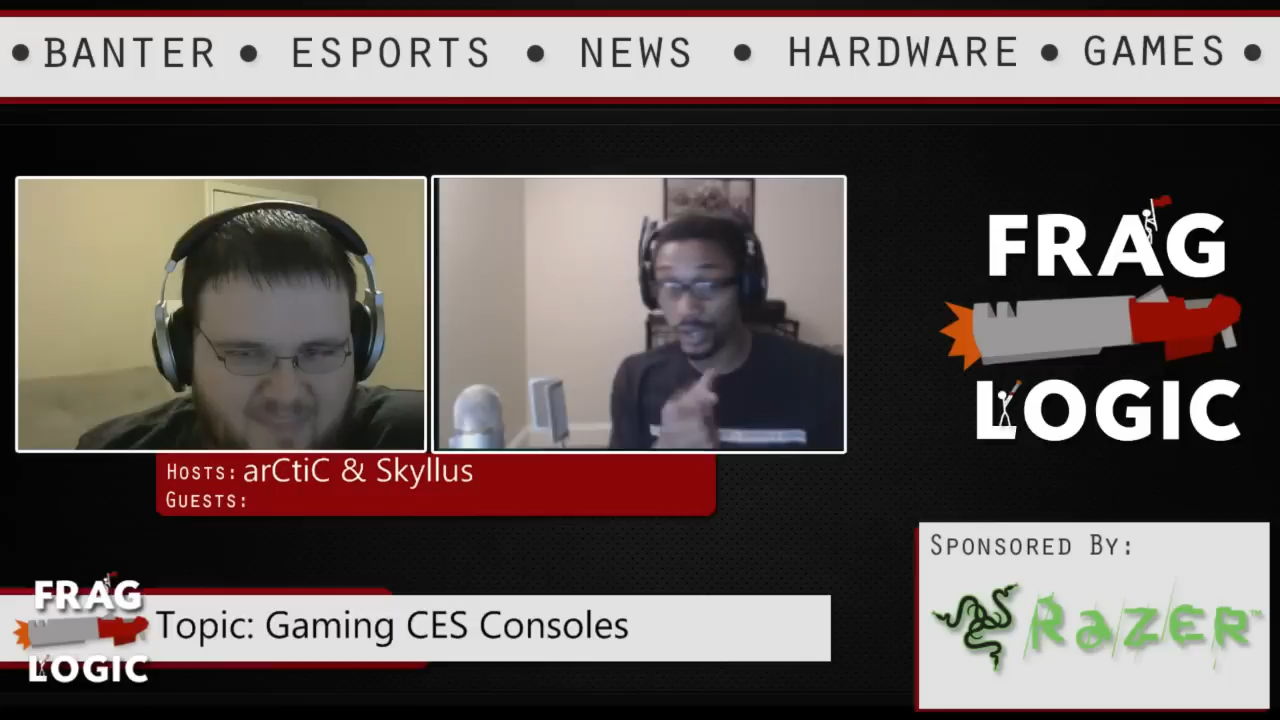 • BANTER • ESPORTS • NEWS • HARDWARE • GAMES •
FRAG
LOGIC
Hosts: arCtiC & Skyllus
Guests:
Sponsored By:
RAZER™
FRAG
LOGIC
Topic: Gaming CES Consoles